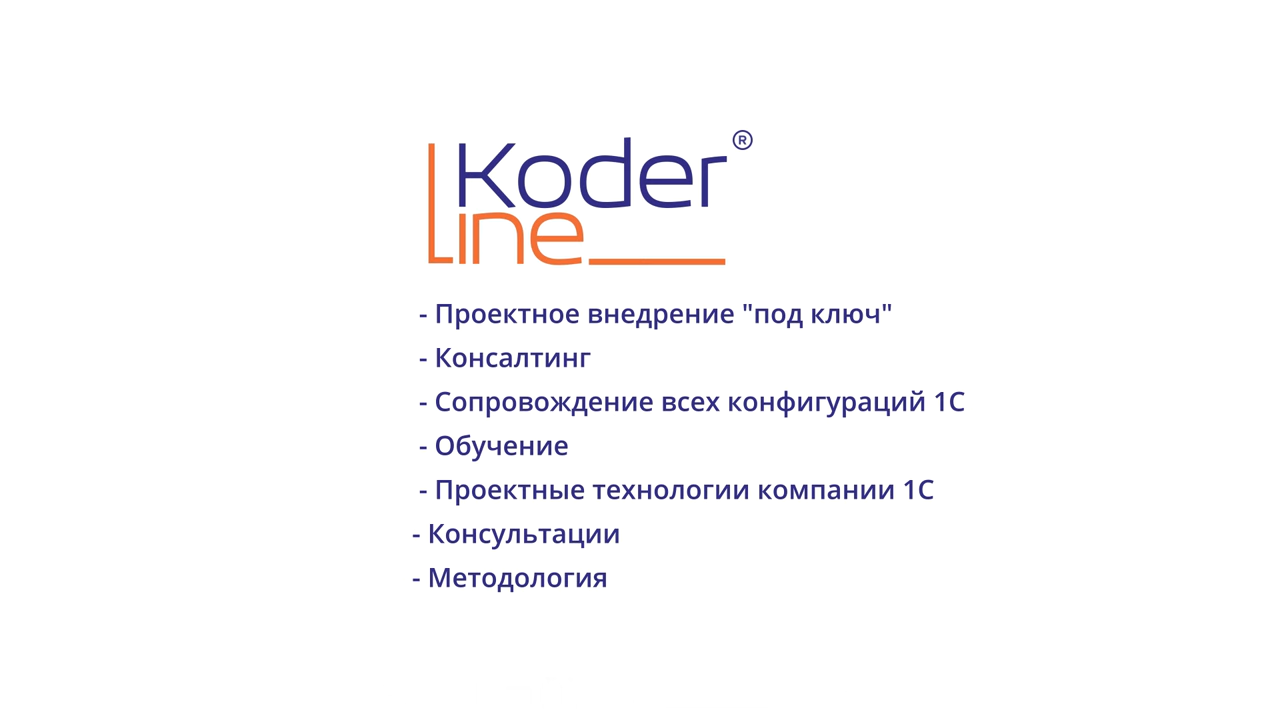 Koder®
Line
- Проектное внедрение "под ключ"
- Консалтинг
- Сопровождение всех конфигураций 1С
- Обучение
- Проектные технологии компании 1С
- Консультации
- Методология